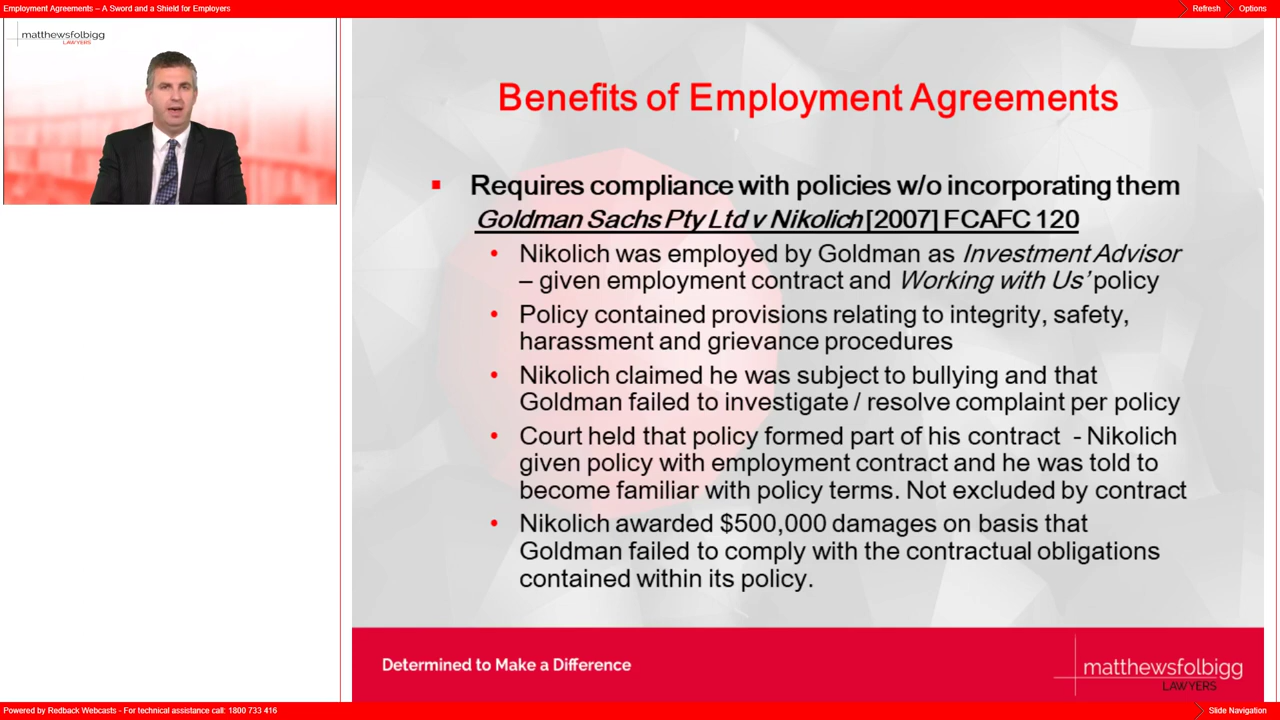 Employment Agreements – A Sword and a Shield for Employers
Refresh
Options
matthewsfolbigg
LAWYERS
Benefits of Employment Agreements
Requires compliance with policies w/o incorporating them
Goldman Sachs Pty Ltd v Nikolich [2007] FCAFC 120
Nikolich was employed by Goldman as Investment Advisor
– given employment contract and Working with Us’ policy
Policy contained provisions relating to integrity, safety,
harassment and grievance procedures
Nikolich claimed he was subject to bullying and that
Goldman failed to investigate / resolve complaint per policy
Court held that policy formed part of his contract - Nikolich
given policy with employment contract and he was told to
become familiar with policy terms. Not excluded by contract
Nikolich awarded $500,000 damages on basis that
Goldman failed to comply with the contractual obligations
contained within its policy.
Determined to Make a Difference
matthewsfolbigg
LAWYERS
Powered by Redback Webcasts - For technical assistance call: 1800 733 416
Slide Navigation